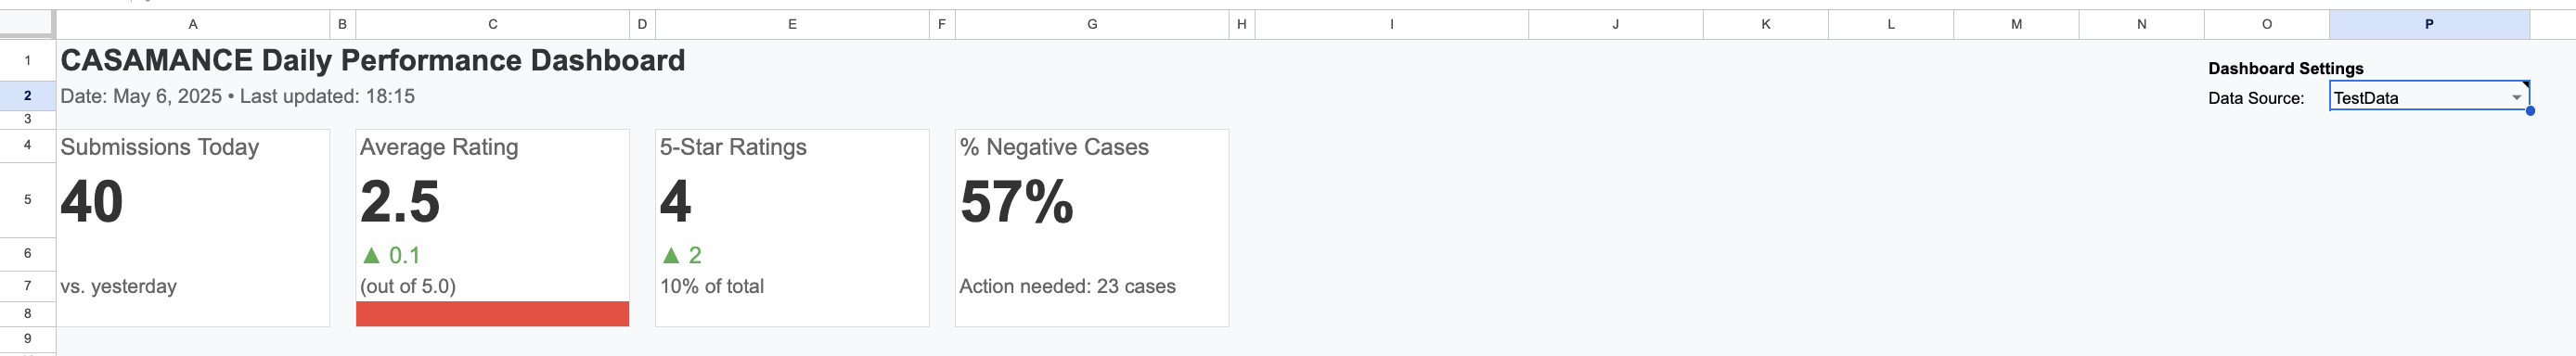 A B C D E F G H I J K L M N O P
1 CASAMANCE Daily Performance Dashboard
Dashboard Settings
2 Date: May 6, 2025 • Last updated: 18:15
Data Source: TestData
3
4 Submissions Today Average Rating 5-Star Ratings % Negative Cases
5 40 2.5 4 57%
6 ▲ 0.1 ▲ 2
7 vs. yesterday (out of 5.0) 10% of total Action needed: 23 cases
8
9